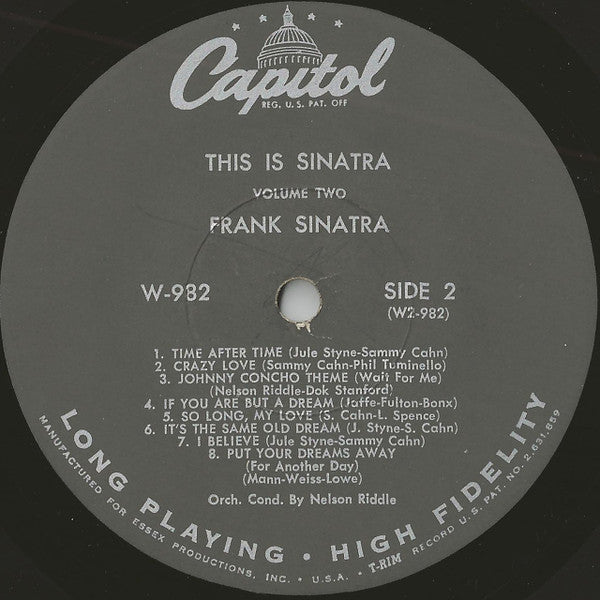 Capitol
REG. U.S. PAT. OFF
THIS IS SINATRA
VOLUME TWO
FRANK SINATRA
W-982
SIDE 2
(W2-982)
1. TIME AFTER TIME (Jule Styne-Sammy Cahn)
2. CRAZY LOVE (Sammy Cahn-Phil Tuminello)
3. JOHNNY CONCHO THEME (Wait For Me)
(Nelson Riddle-Dok Stanford)
4. IF YOU ARE BUT A DREAM (Jaffe-Fulton-Bonx)
5. SO LONG, MY LOVE (S. Cahn-L. Spence)
6. IT'S THE SAME OLD DREAM (J. Styne-S. Cahn)
7. I BELIEVE (Jule Styne-Sammy Cahn)
8. PUT YOUR DREAMS AWAY
(For Another Day)
(Mann-Weiss-Lowe)
Orch. Cond. By Nelson Riddle
LONG PLAYING • HIGH FIDELITY
MANUFACTURED FOR ESSEX PRODUCTIONS, INC. • U.S.A. • T-RIM RECORD U.S. PAT. NO. 2,631,859